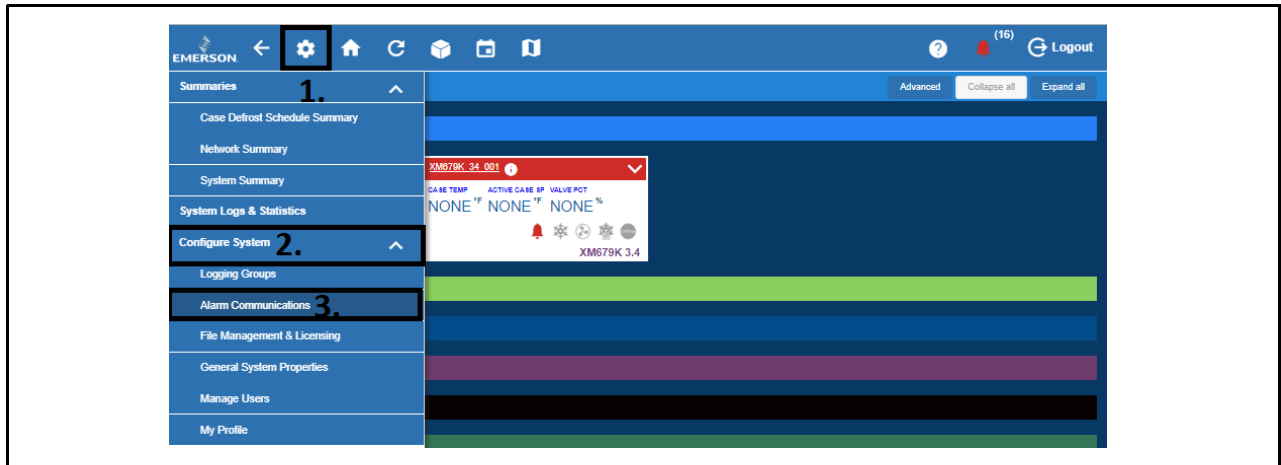 EMERSON
(16)
Logout
Summaries
1.
Advanced
Collapse all
Expand all
Case Defrost Schedule Summary
Network Summary
XM679K_34_001
System Summary
CASE TEMP ACTIVE CASE SP VALVE PCT
NONE °F NONE °F NONE %
System Logs & Statistics
Configure System 2.
XM679K 3.4
Logging Groups
Alarm Communications 3.
File Management & Licensing
General System Properties
Manage Users
My Profile